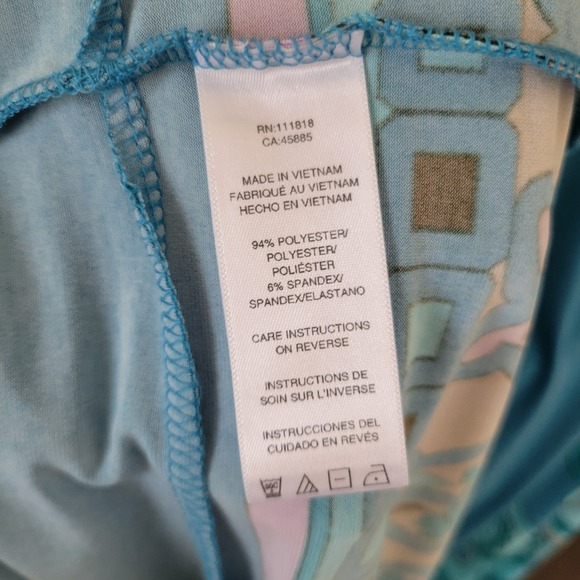 RN:111818
CA:45885
MADE IN VIETNAM
FABRIQUÉ AU VIETNAM
HECHO EN VIETNAM
94% POLYESTER/
POLYESTER/
POLIÉSTER
6% SPANDEX/
SPANDEX/ELASTANO
CARE INSTRUCTIONS
ON REVERSE
INSTRUCTIONS DE
SOIN SUR L'INVERSE
INSTRUCCIONES DEL
CUIDADO EN REVÉS